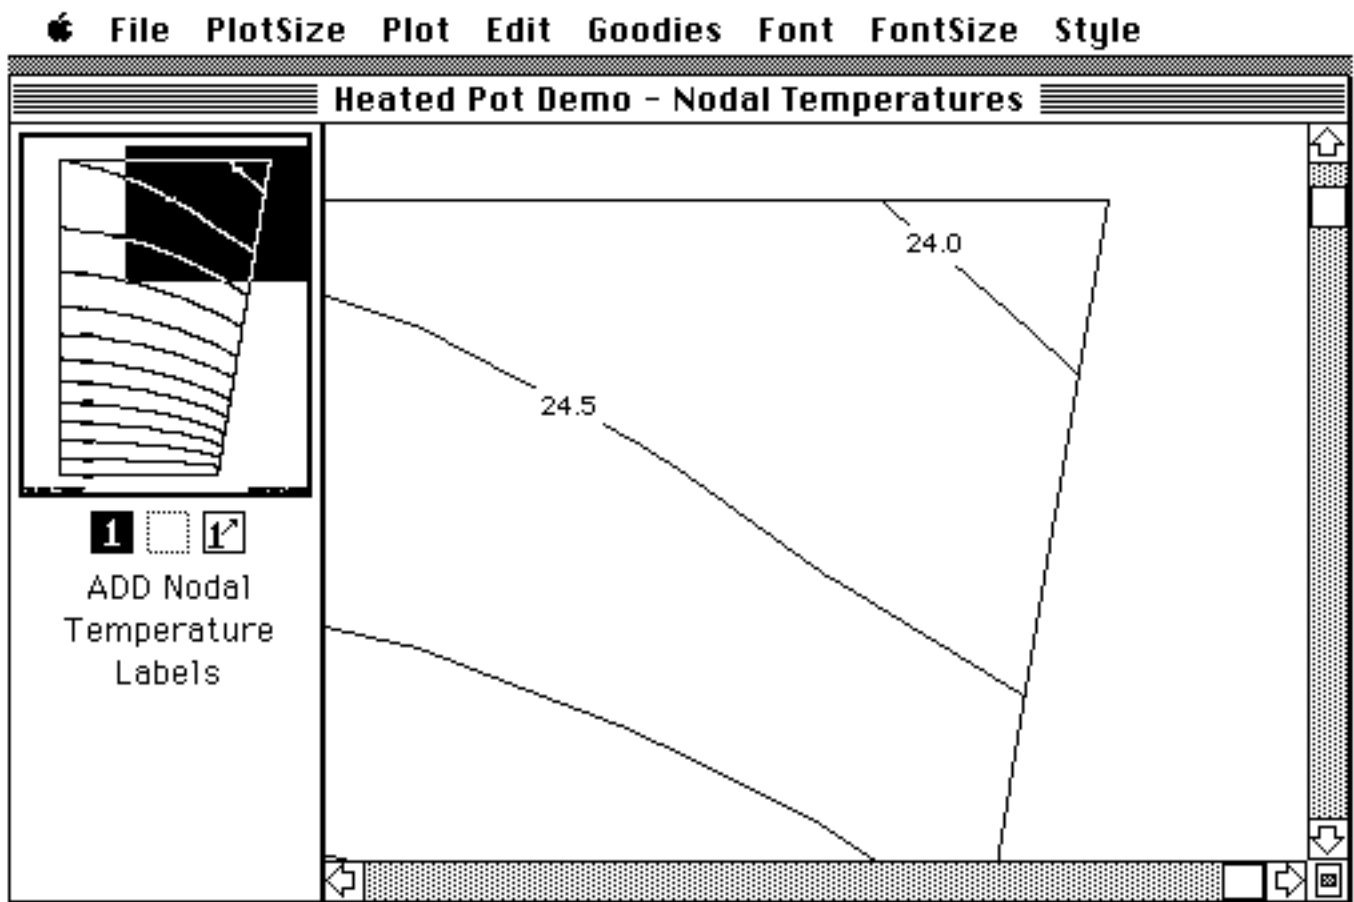 File PlotSize Plot Edit Goodies Font FontSize Style
Heated Pot Demo - Nodal Temperatures
24.0
24.5
1 1
ADD Nodal
Temperature
Labels